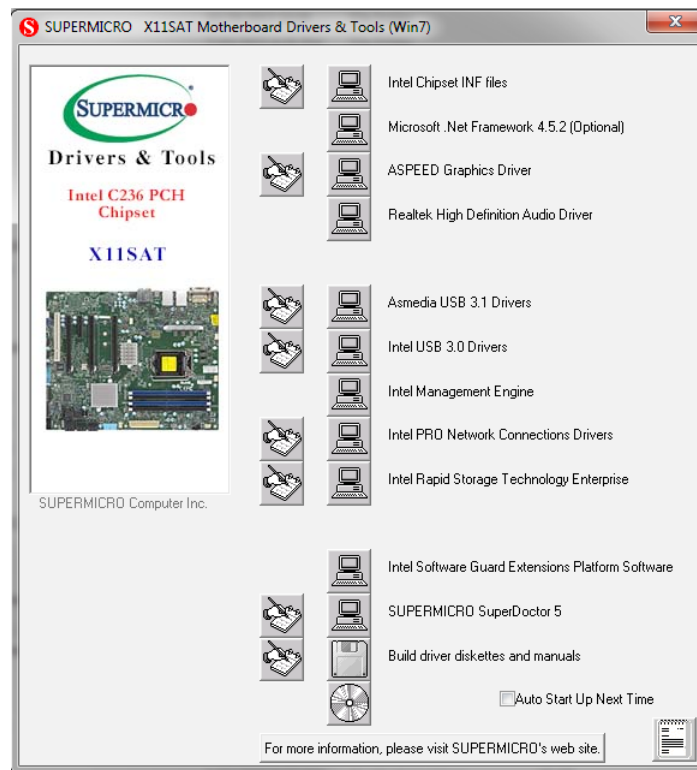 SUPERMICRO X11SAT Motherboard Drivers & Tools (Win7)
SUPERMICR
Drivers & Tools
Intel C236 PCH
Chipset
X11SAT
SUPERMICRO Computer Inc.
Intel Chipset INF files
Microsoft .Net Framework 4.5.2 (Optional)
ASPEED Graphics Driver
Realtek High Definition Audio Driver
Asmedia USB 3.1 Drivers
Intel USB 3.0 Drivers
Intel Management Engine
Intel PRO Network Connections Drivers
Intel Rapid Storage Technology Enterprise
Intel Software Guard Extensions Platform Software
SUPERMICRO SuperDoctor 5
Build driver diskettes and manuals
Auto Start Up Next Time
For more information, please visit SUPERMICRO's web site.